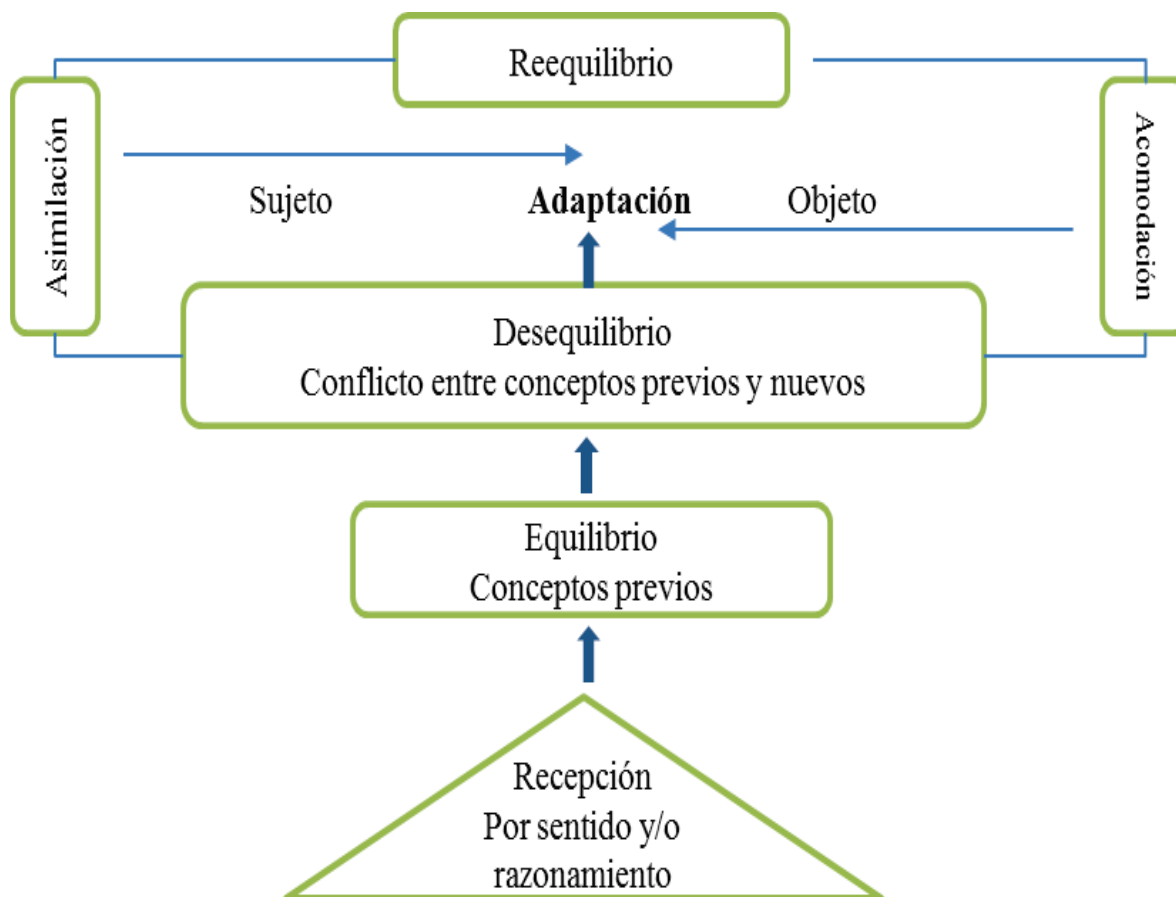 Reequilibrio
Asimilación
Acomodación
Sujeto
Adaptación
Objeto
Desequilibrio
Conflicto entre conceptos previos y nuevos
Equilibrio
Conceptos previos
Recepción
Por sentido y/o
razonamiento